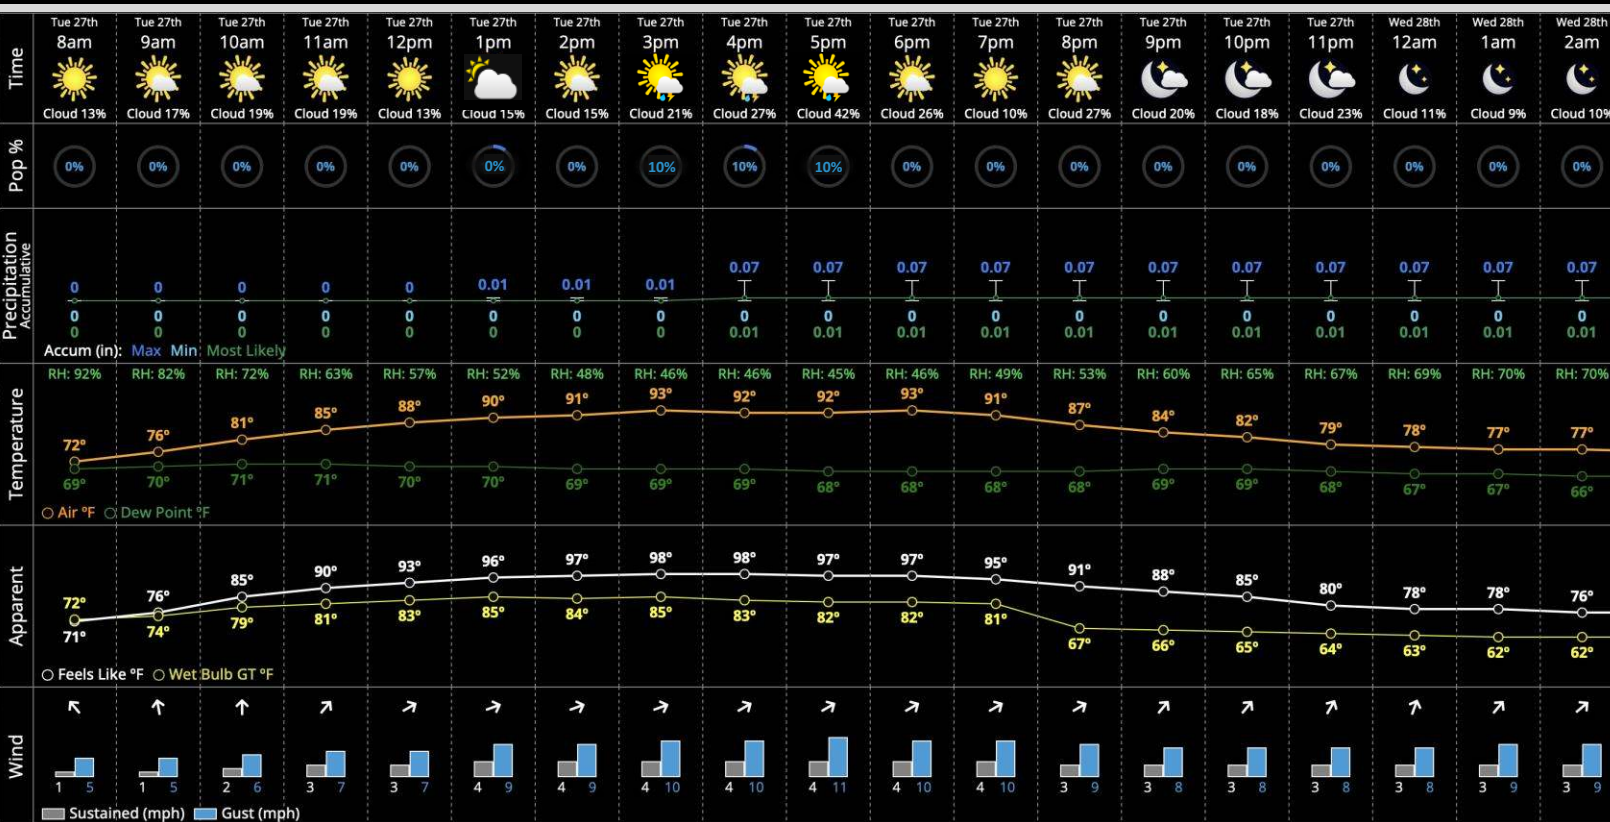 Tue 27th Tue 27th Tue 27th Tue 27th Tue 27th Tue 27th Tue 27th Tue 27th Tue 27th Tue 27th Tue 27th Tue 27th Tue 27th Tue 27th Tue 27th Tue 27th Wed 28th Wed 28th Wed 28th
Time 8am 9am 10am 11am 12pm 1pm 2pm 3pm 4pm 5pm 6pm 7pm 8pm 9pm 10pm 11pm 12am 1am 2am
Cloud 13% Cloud 17% Cloud 19% Cloud 19% Cloud 13% Cloud 15% Cloud 15% Cloud 21% Cloud 27% Cloud 42% Cloud 26% Cloud 10% Cloud 27% Cloud 20% Cloud 18% Cloud 23% Cloud 11% Cloud 9% Cloud 10%
Pop % 0% 0% 0% 0% 0% 0% 0% 10% 10% 10% 0% 0% 0% 0% 0% 0% 0% 0% 0%
Precipitation
Accumulative
0 0 0 0 0 0.01 0.01 0.01 0.07 0.07 0.07 0.07 0.07 0.07 0.07 0.07 0.07 0.07 0.07
0 0 0 0 0 0 0 0 0 0 0 0 0 0 0 0 0 0 0
0 0 0 0 0 0 0 0 0.01 0.01 0.01 0.01 0.01 0.01 0.01 0.01 0.01 0.01 0.01
Accum (in): Max Min Most Likely
Temperature
RH: 92% RH: 82% RH: 72% RH: 63% RH: 57% RH: 52% RH: 48% RH: 46% RH: 46% RH: 45% RH: 46% RH: 49% RH: 53% RH: 60% RH: 65% RH: 67% RH: 69% RH: 70% RH: 70%
72° 76° 81° 85° 88° 90° 91° 93° 92° 92° 93° 91° 87° 84° 82° 79° 78° 77° 77°
69° 70° 71° 71° 70° 70° 69° 69° 69° 68° 68° 68° 68° 69° 69° 68° 67° 67° 66°
Air °F Dew Point °F
Apparent
71° 76° 85° 90° 93° 96° 97° 98° 98° 97° 97° 95° 91° 88° 85° 80° 78° 78° 76°
72° 74° 79° 81° 83° 85° 84° 85° 83° 82° 82° 81° 67° 66° 65° 64° 63° 62° 62°
Feels Like °F Wet Bulb GT °F
Wind
1 5 1 5 2 6 3 7 3 7 4 9 4 9 4 10 4 10 4 11 4 10 4 10 3 9 3 8 3 8 3 8 3 8 3 9 3 9
Sustained (mph) Gust (mph)